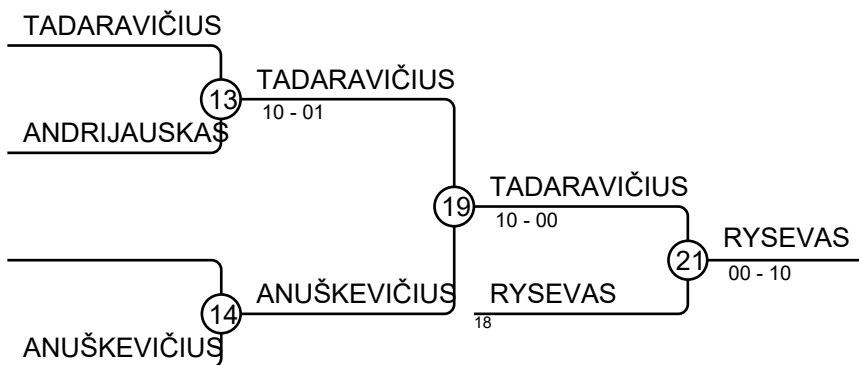 TADARAVIČIUS
13
TADARAVIČIUS
10 - 01
ANDRIJAUSKAS
19
TADARAVIČIUS
10 - 00
21
RYSEVAS
00 - 10
14
ANUŠKEVIČIUS
RYSEVAS
18
ANUŠKEVIČIUS